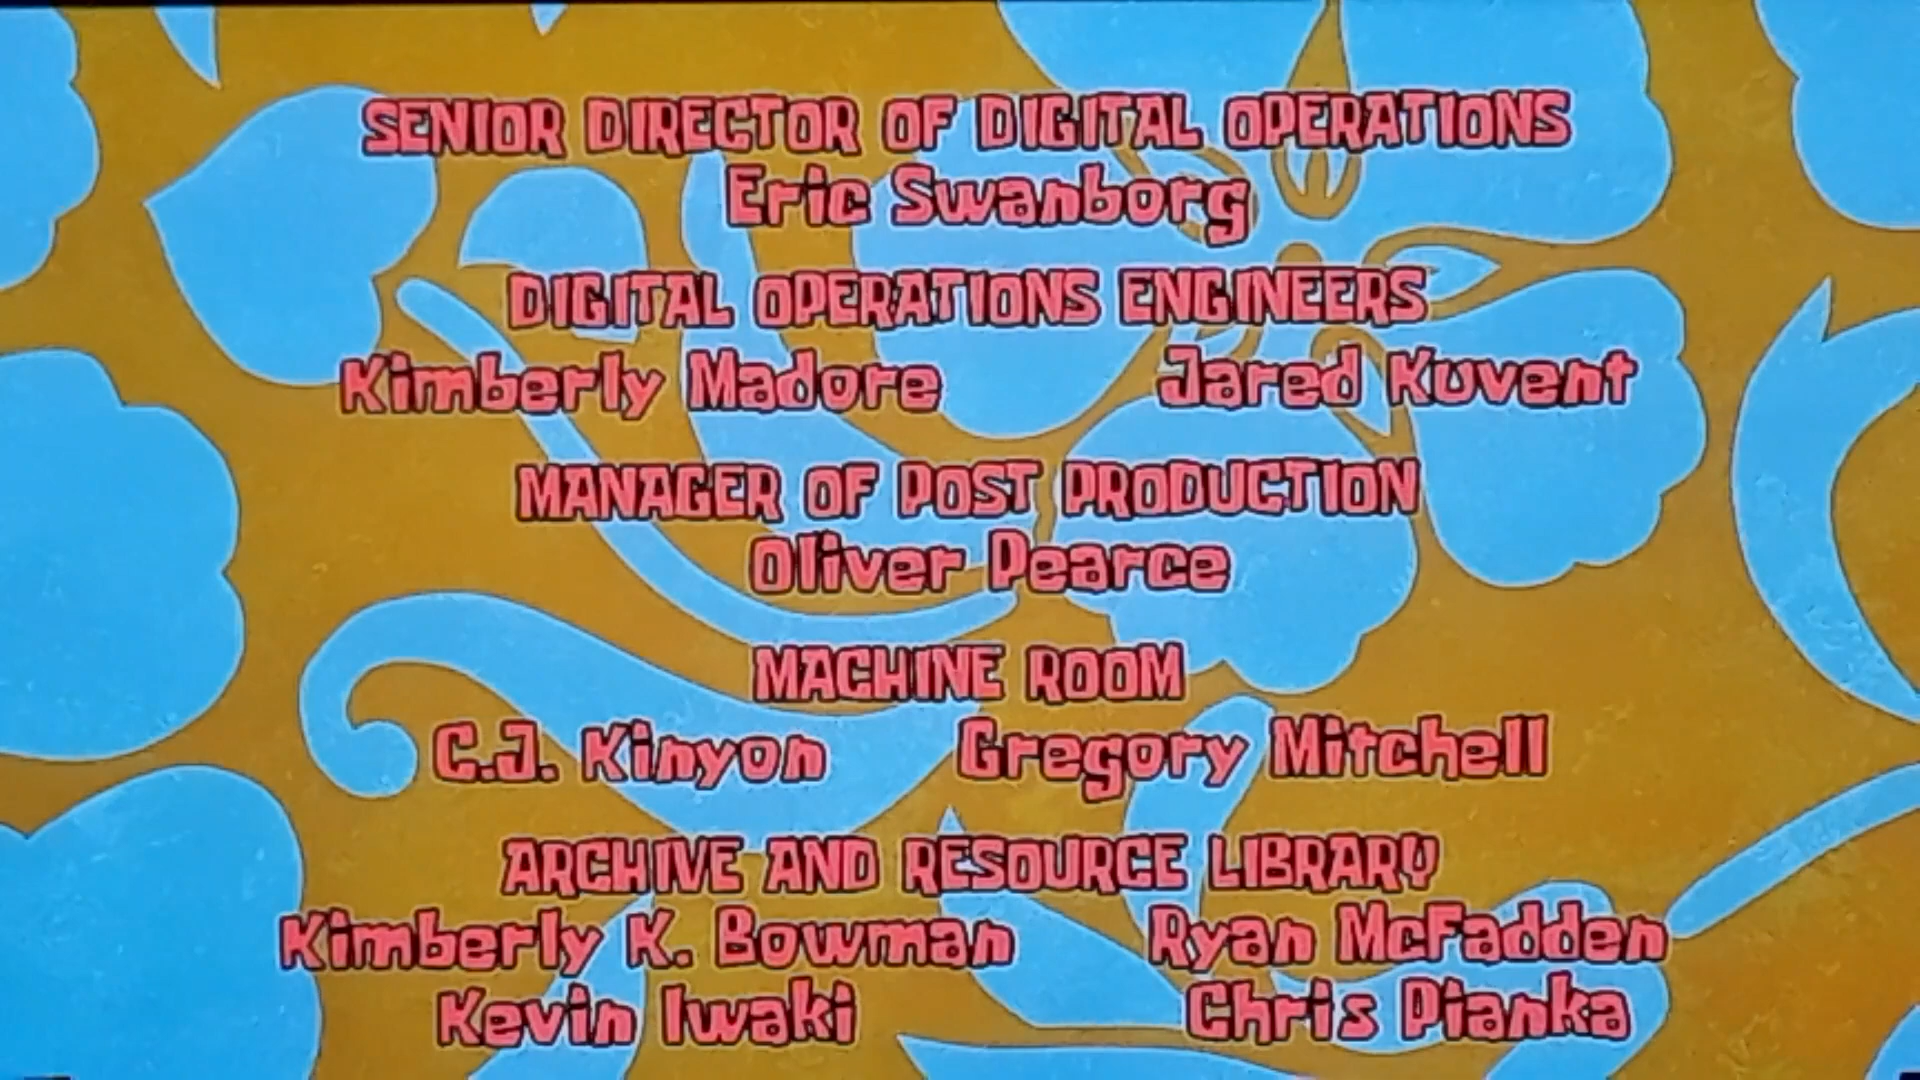 SENIOR DIRECTOR OF DIGITAL OPERATIONS
Eric Swanborg
DIGITAL OPERATIONS ENGINEERS
Kimberly Madore Jared Kuvent
MANAGER OF POST PRODUCTION
Oliver Pearce
MACHINE ROOM
C.J. Kinyon Gregory Mitchell
ARCHIVE AND RESOURCE LIBRARY
Kimberly K. Bowman Ryan McFadden
Kevin Iwaki Chris Pianka